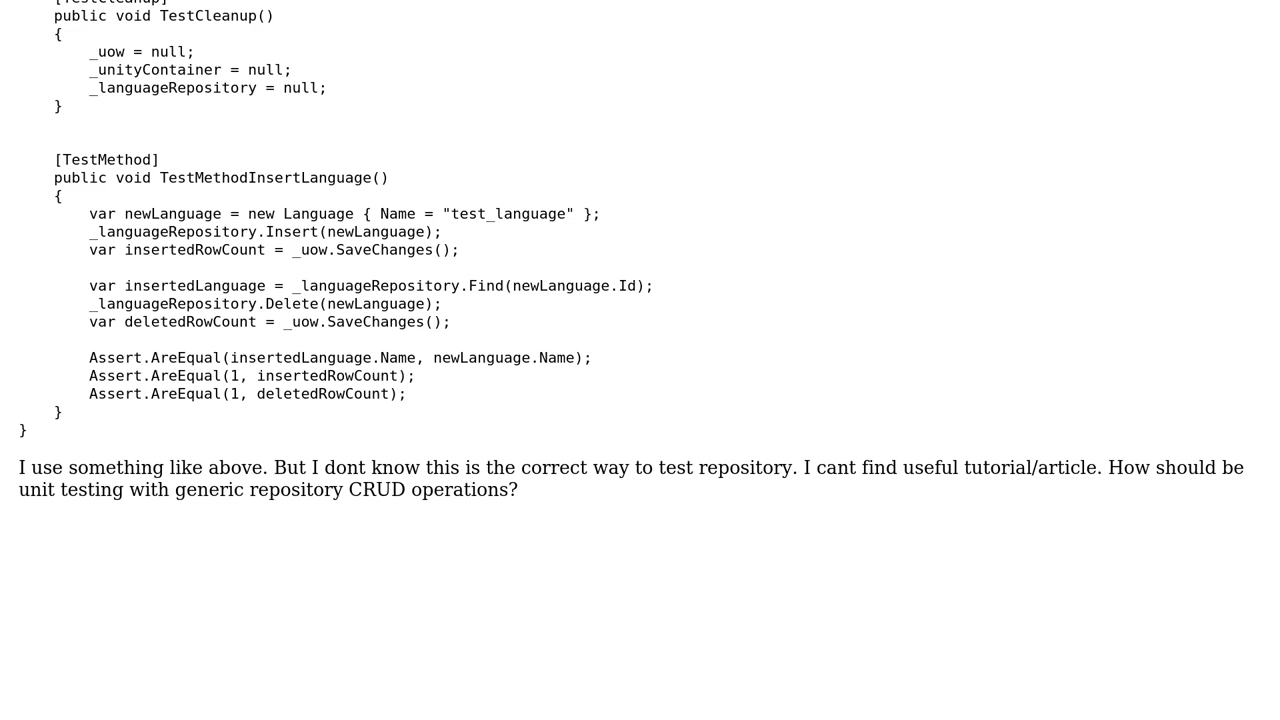 [TestCleanup]
public void TestCleanup()
{
_uow = null;
_unityContainer = null;
_languageRepository = null;
}
[TestMethod]
public void TestMethodInsertLanguage()
{
var newLanguage = new Language { Name = "test_language" };
_languageRepository.Insert(newLanguage);
var insertedRowCount = _uow.SaveChanges();
var insertedLanguage = _languageRepository.Find(newLanguage.Id);
_languageRepository.Delete(newLanguage);
var deletedRowCount = _uow.SaveChanges();
Assert.AreEqual(insertedLanguage.Name, newLanguage.Name);
Assert.AreEqual(1, insertedRowCount);
Assert.AreEqual(1, deletedRowCount);
}
}
I use something like above. But I dont know this is the correct way to test repository. I cant find useful tutorial/article. How should be
unit testing with generic repository CRUD operations?